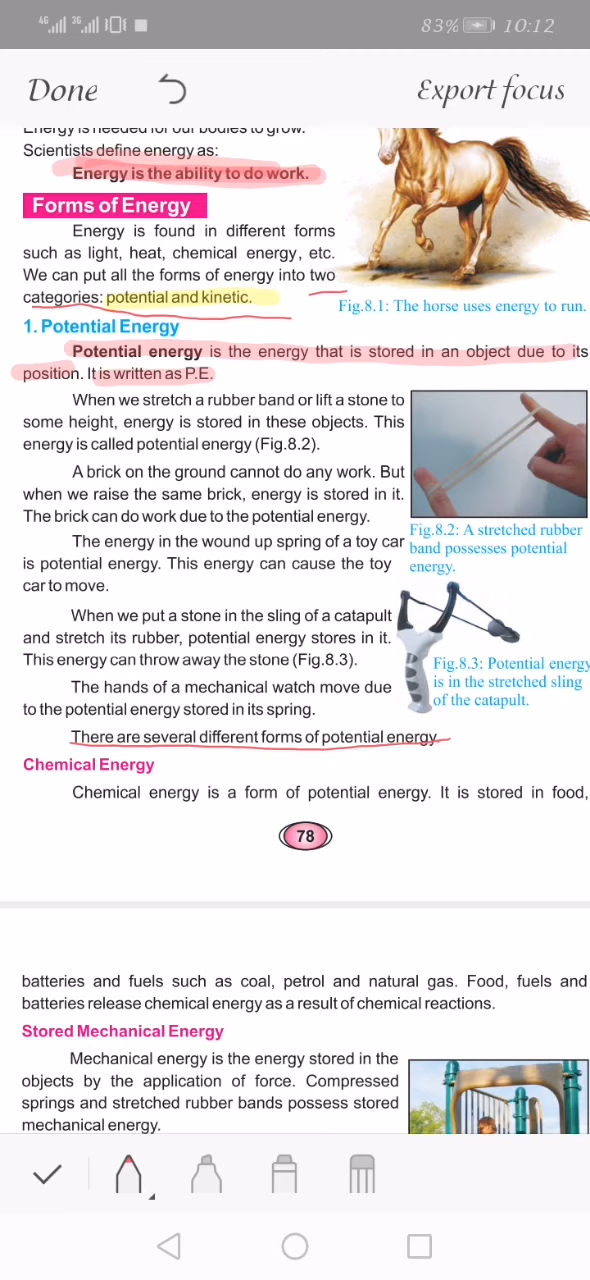 4G 3G 83% 10:12
Done Export focus
Energy is needed for our bodies to grow.
Scientists define energy as:
Energy is the ability to do work.
Forms of Energy
Energy is found in different forms
such as light, heat, chemical energy, etc.
We can put all the forms of energy into two
categories: potential and kinetic.
Fig.8.1: The horse uses energy to run.
1. Potential Energy
Potential energy is the energy that is stored in an object due to its
position. It is written as P.E.
When we stretch a rubber band or lift a stone to
some height, energy is stored in these objects. This
energy is called potential energy (Fig.8.2).
A brick on the ground cannot do any work. But
when we raise the same brick, energy is stored in it.
The brick can do work due to the potential energy.
Fig.8.2: A stretched rubber
band possesses potential
energy.
The energy in the wound up spring of a toy car
is potential energy. This energy can cause the toy
car to move.
When we put a stone in the sling of a catapult
and stretch its rubber, potential energy stores in it.
This energy can throw away the stone (Fig.8.3).
Fig.8.3: Potential energy
is in the stretched sling
of the catapult.
The hands of a mechanical watch move due
to the potential energy stored in its spring.
There are several different forms of potential energy.
Chemical Energy
Chemical energy is a form of potential energy. It is stored in food,
78
batteries and fuels such as coal, petrol and natural gas. Food, fuels and
batteries release chemical energy as a result of chemical reactions.
Stored Mechanical Energy
Mechanical energy is the energy stored in the
objects by the application of force. Compressed
springs and stretched rubber bands possess stored
mechanical energy.